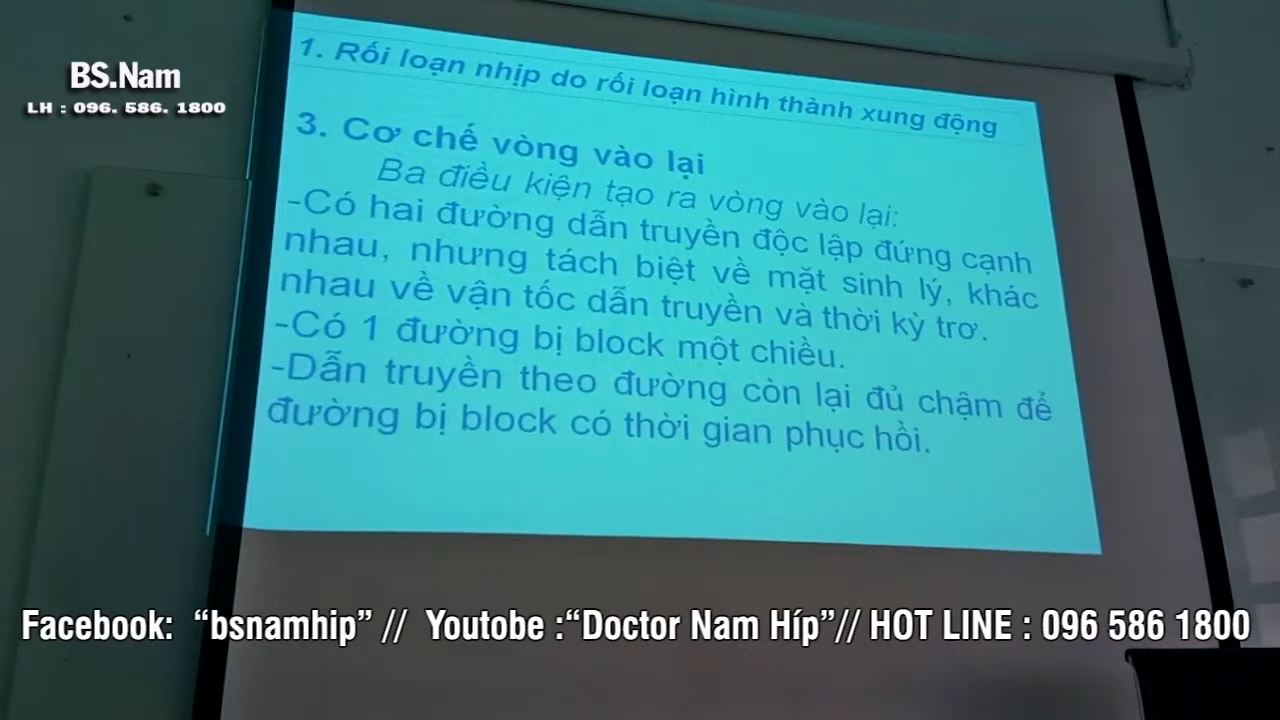 BS.Nam
LH : 096. 586. 1800
1. Rối loạn nhịp do rối loạn hình thành xung động
3. Cơ chế vòng vào lại
Ba điều kiện tạo ra vòng vào lại:
-Có hai đường dẫn truyền độc lập đứng cạnh
nhau, nhưng tách biệt về mặt sinh lý, khác
nhau về vận tốc dẫn truyền và thời kỳ trơ.
-Có 1 đường bị block một chiều.
-Dẫn truyền theo đường còn lại đủ chậm để
đường bị block có thời gian phục hồi.
Facebook: “bsnamhip” // Youtobe :“Doctor Nam Híp”// HOT LINE : 096 586 1800